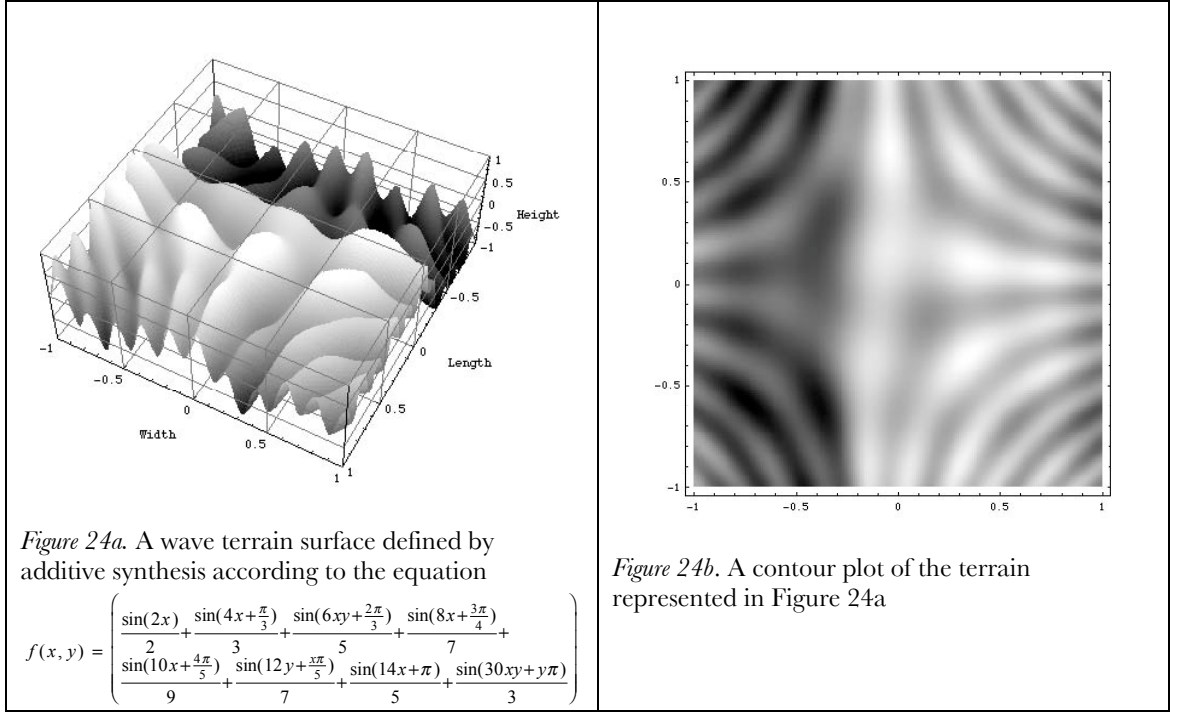 1
0.5
0
-0.5
-1
Height
-0.5
0
Length
0.5
1
-1
-0.5
0
Width
0.5
1
Figure 24a. A wave terrain surface defined by
additive synthesis according to the equation
f(x, y) = ( sin(2x)/2 + sin(4x+π/3)/3 + sin(6xy+2π/3)/5 + sin(8x+3π/4)/7 +
sin(10x+4π/5)/9 + sin(12y+xπ/5)/7 + sin(14x+π)/5 + sin(30xy+yπ)/3 )
1
0.5
0
-0.5
-1
-1 -0.5 0 0.5 1
Figure 24b. A contour plot of the terrain
represented in Figure 24a